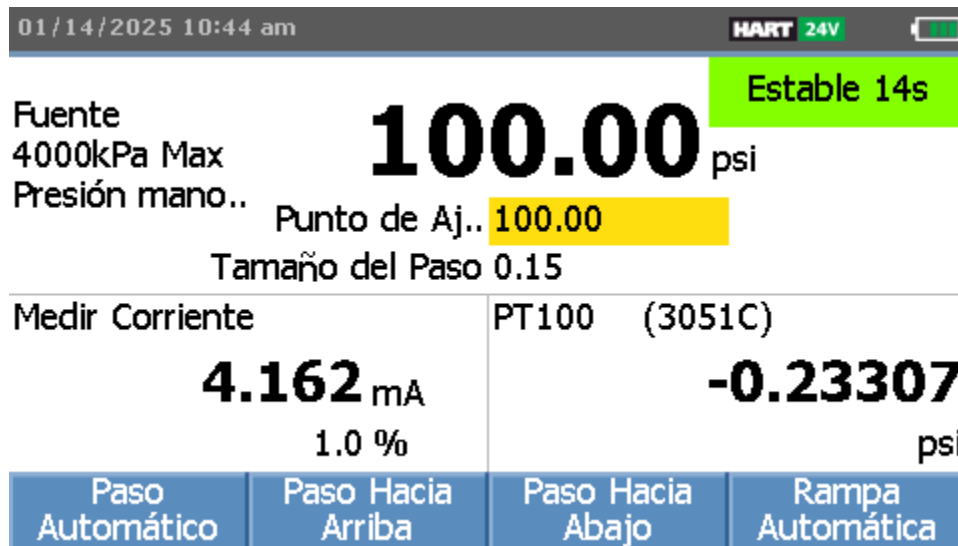 01/14/2025 10:44 am HART 24V
Estable 14s
Fuente
4000kPa Max
Presión mano..
100.00 psi
Punto de Aj.. 100.00
Tamaño del Paso 0.15
Medir Corriente
4.162 mA
1.0 %
PT100 (3051C)
-0.23307
psi
Paso Automático
Paso Hacia Arriba
Paso Hacia Abajo
Rampa Automática